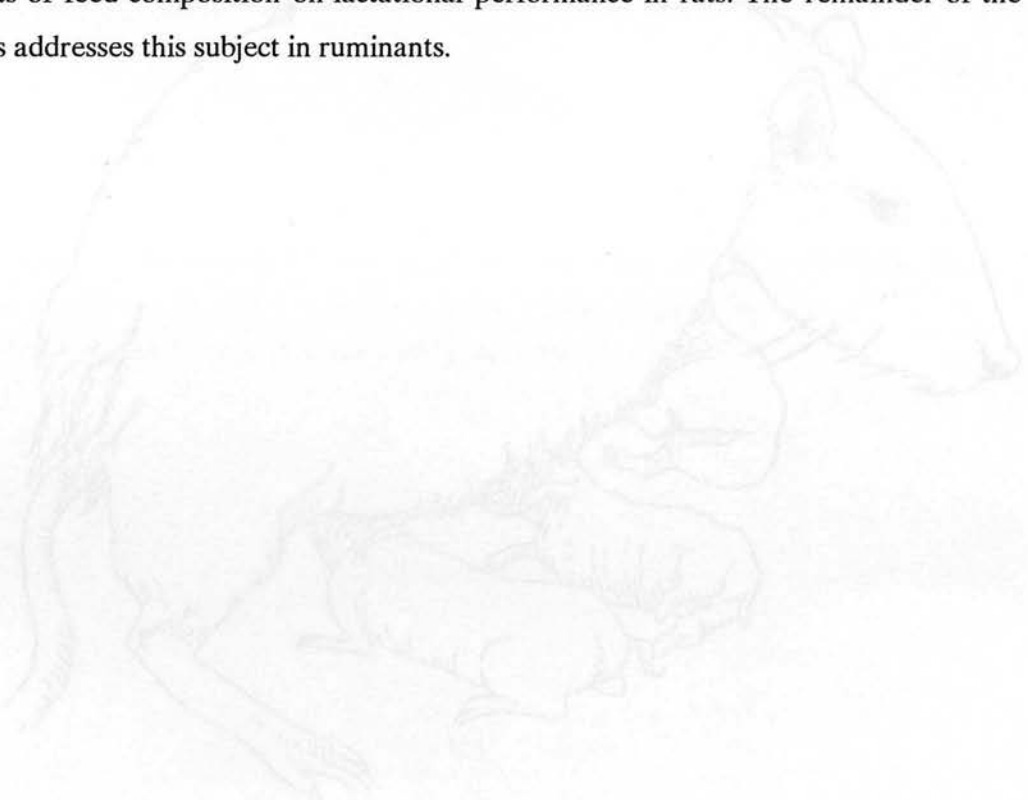 of feed composition on lactational performance in rats. The remainder of the
addresses this subject in ruminants.